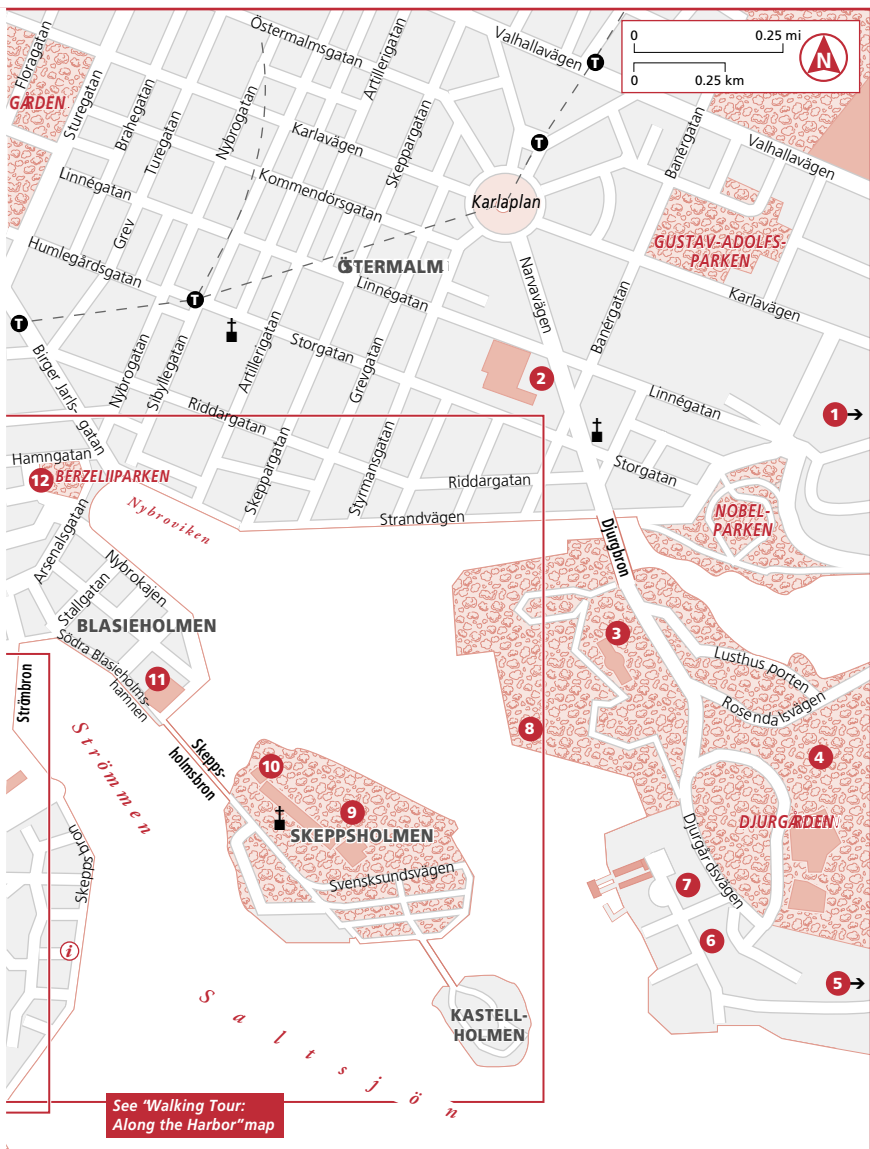 Östermalmsgatan
Valhallavägen
0 0.25 mi
0 0.25 km
N
Floragatan
GÅRDEN
Sturegatan
Brahegatan
Turegatan
Nybrogatan
Artillerigatan
Karlavägen
Skeppargatan
T
T
Banérgatan
Valhallavägen
Linnégatan
Kommendörsgatan
Karlaplan
Grev
Humlegårdsgatan
ÖSTERMALM
Linnégatan
GUSTAV-ADOLFS-
PARKEN
Narvavägen
Karlavägen
T
T
Birger Jarls-
gatan
Nybrogatan
Sibyllegatan
Artillerigatan
Storgatan
Grevgatan
Banérgatan
2
Linnégatan
1
Riddargatan
Hamngatan
12
BERZELIIPARKEN
Skeppargatan
Styrmansgatan
Riddargatan
Storgatan
Nybroviken
Strandvägen
NOBEL-
PARKEN
Arsenalsgatan
Djurgbron
Nybrokajen
Stallgatan
BLASIEHOLMEN
3
Södra Blasieholms-
hamnen
11
Lusthus porten
Rosendalsvägen
Strömbron
Strömmen
Skepps-
holmsbron
8
4
10
9
SKEPPSHOLMEN
DJURGÅRDEN
Djurgårdsvägen
Skepps bron
Svensksundsvägen
7
6
i
5
Saltsjön
KASTELL-
HOLMEN
See "Walking Tour:
Along the Harbor" map